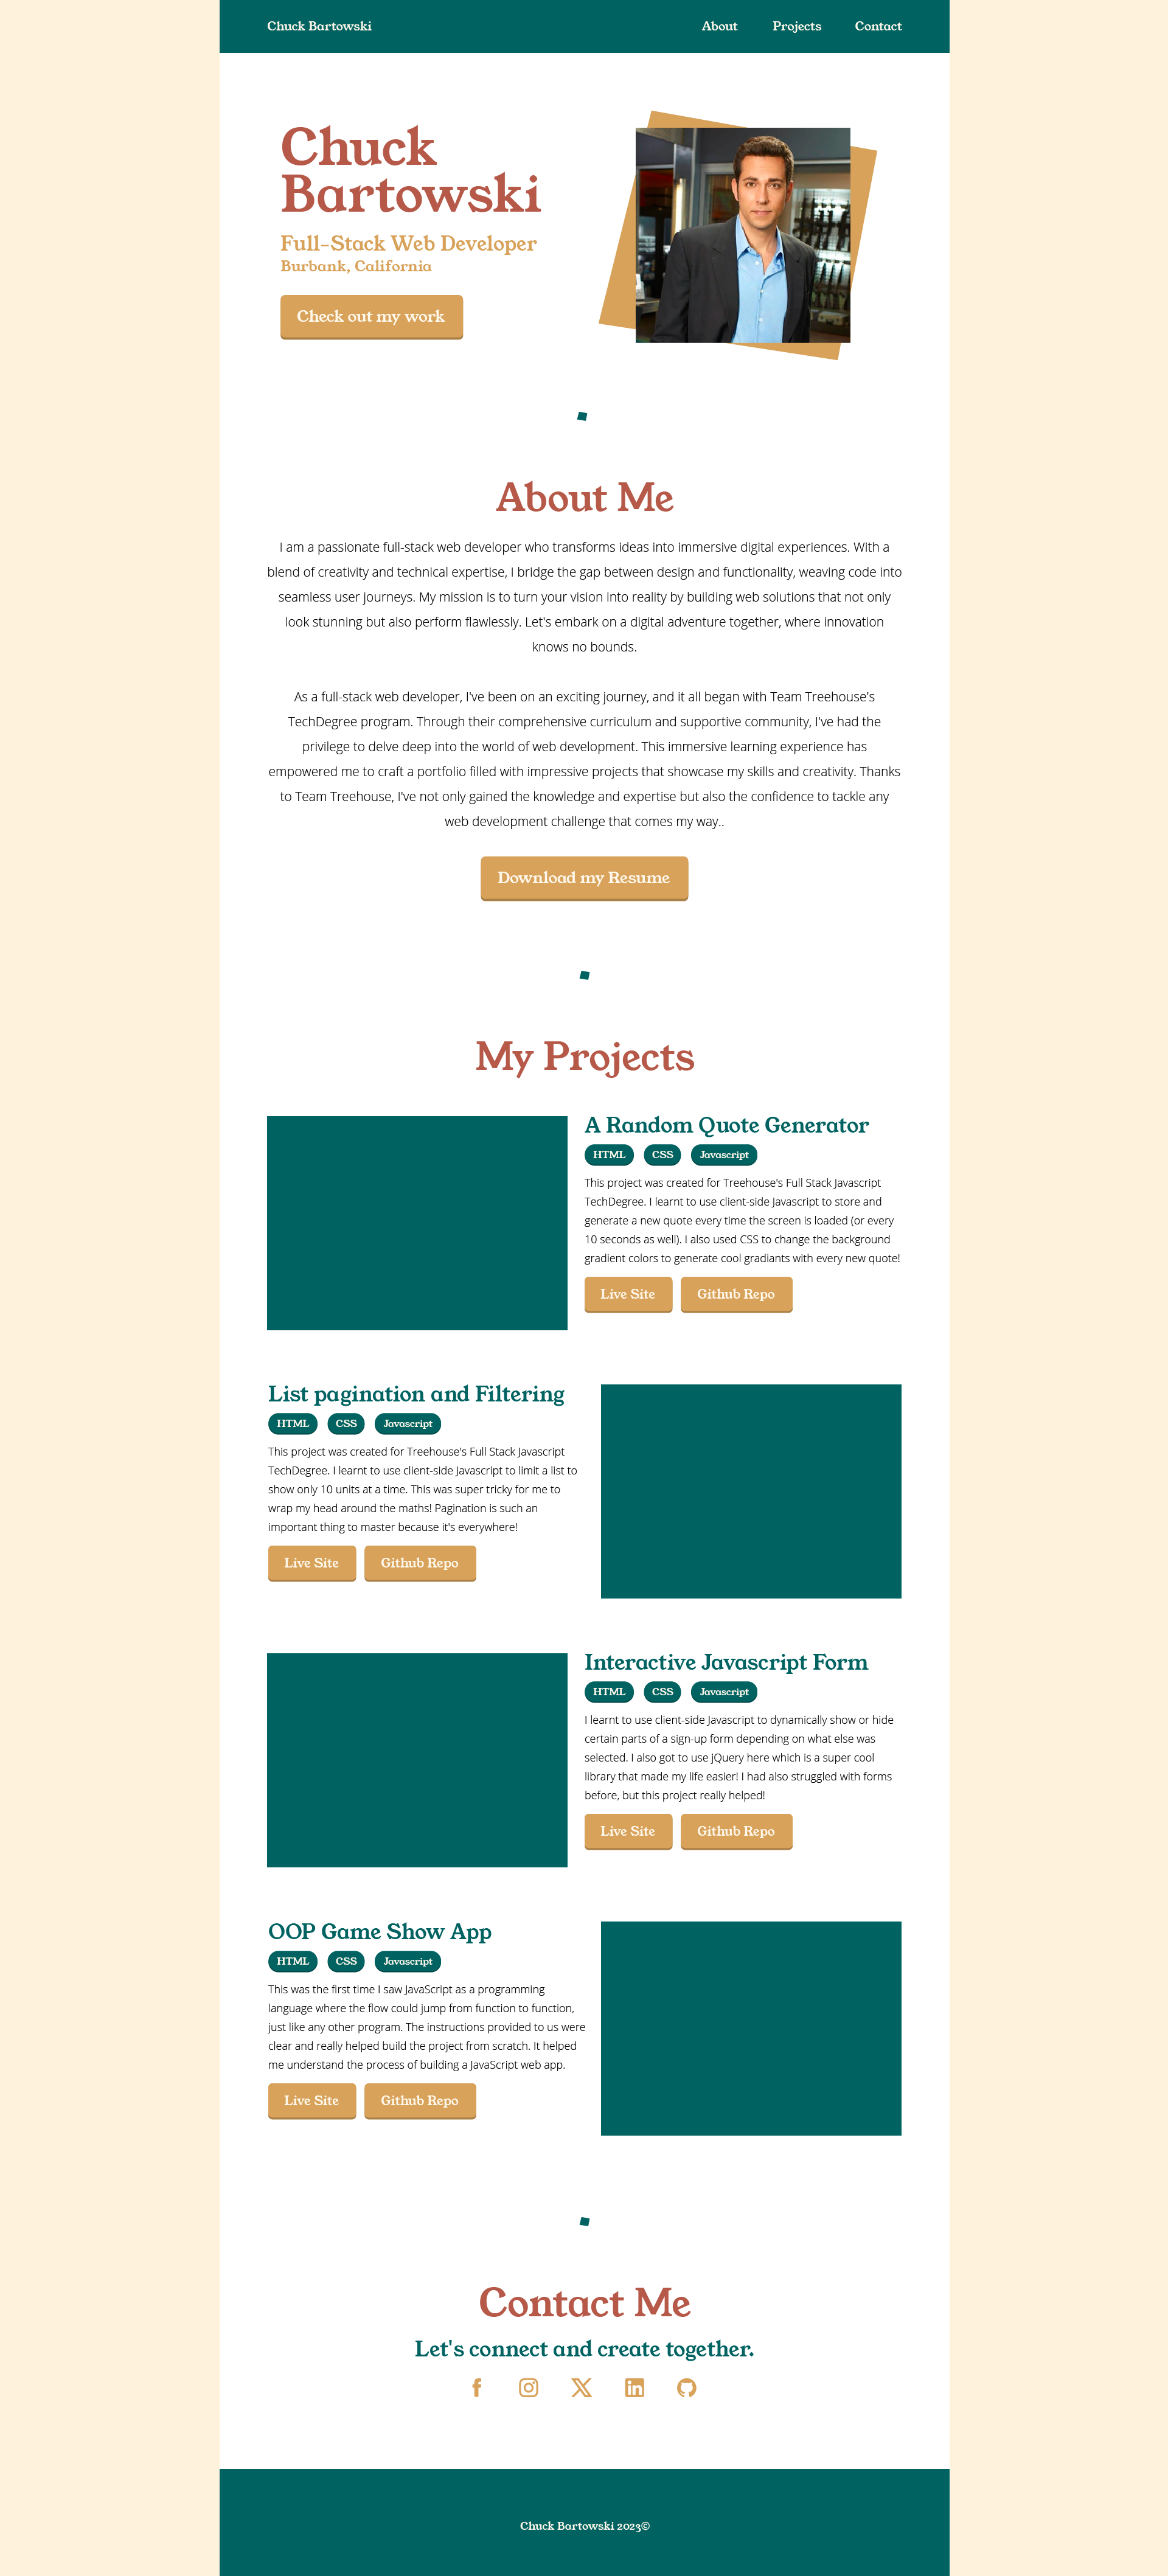 Chuck Bartowski
About Projects Contact
Chuck
Bartowski
Full-Stack Web Developer
Burbank, California
Check out my work
About Me
I am a passionate full-stack web developer who transforms ideas into immersive digital experiences. With a
blend of creativity and technical expertise, I bridge the gap between design and functionality, weaving code into
seamless user journeys. My mission is to turn your vision into reality by building web solutions that not only
look stunning but also perform flawlessly. Let's embark on a digital adventure together, where innovation
knows no bounds.
As a full-stack web developer, I've been on an exciting journey, and it all began with Team Treehouse's
TechDegree program. Through their comprehensive curriculum and supportive community, I've had the
privilege to delve deep into the world of web development. This immersive learning experience has
empowered me to craft a portfolio filled with impressive projects that showcase my skills and creativity. Thanks
to Team Treehouse, I've not only gained the knowledge and expertise but also the confidence to tackle any
web development challenge that comes my way..
Download my Resume
My Projects
A Random Quote Generator
HTML CSS Javascript
This project was created for Treehouse's Full Stack Javascript
TechDegree. I learnt to use client-side Javascript to store and
generate a new quote every time the screen is loaded (or every
10 seconds as well). I also used CSS to change the background
gradient colors to generate cool gradiants with every new quote!
Live Site Github Repo
List pagination and Filtering
HTML CSS Javascript
This project was created for Treehouse's Full Stack Javascript
TechDegree. I learnt to use client-side Javascript to limit a list to
show only 10 units at a time. This was super tricky for me to
wrap my head around the maths! Pagination is such an
important thing to master because it's everywhere!
Live Site Github Repo
Interactive Javascript Form
HTML CSS Javascript
I learnt to use client-side Javascript to dynamically show or hide
certain parts of a sign-up form depending on what else was
selected. I also got to use jQuery here which is a super cool
library that made my life easier! I had also struggled with forms
before, but this project really helped!
Live Site Github Repo
OOP Game Show App
HTML CSS Javascript
This was the first time I saw JavaScript as a programming
language where the flow could jump from function to function,
just like any other program. The instructions provided to us were
clear and really helped build the project from scratch. It helped
me understand the process of building a JavaScript web app.
Live Site Github Repo
Contact Me
Let's connect and create together.
Chuck Bartowski 2023©